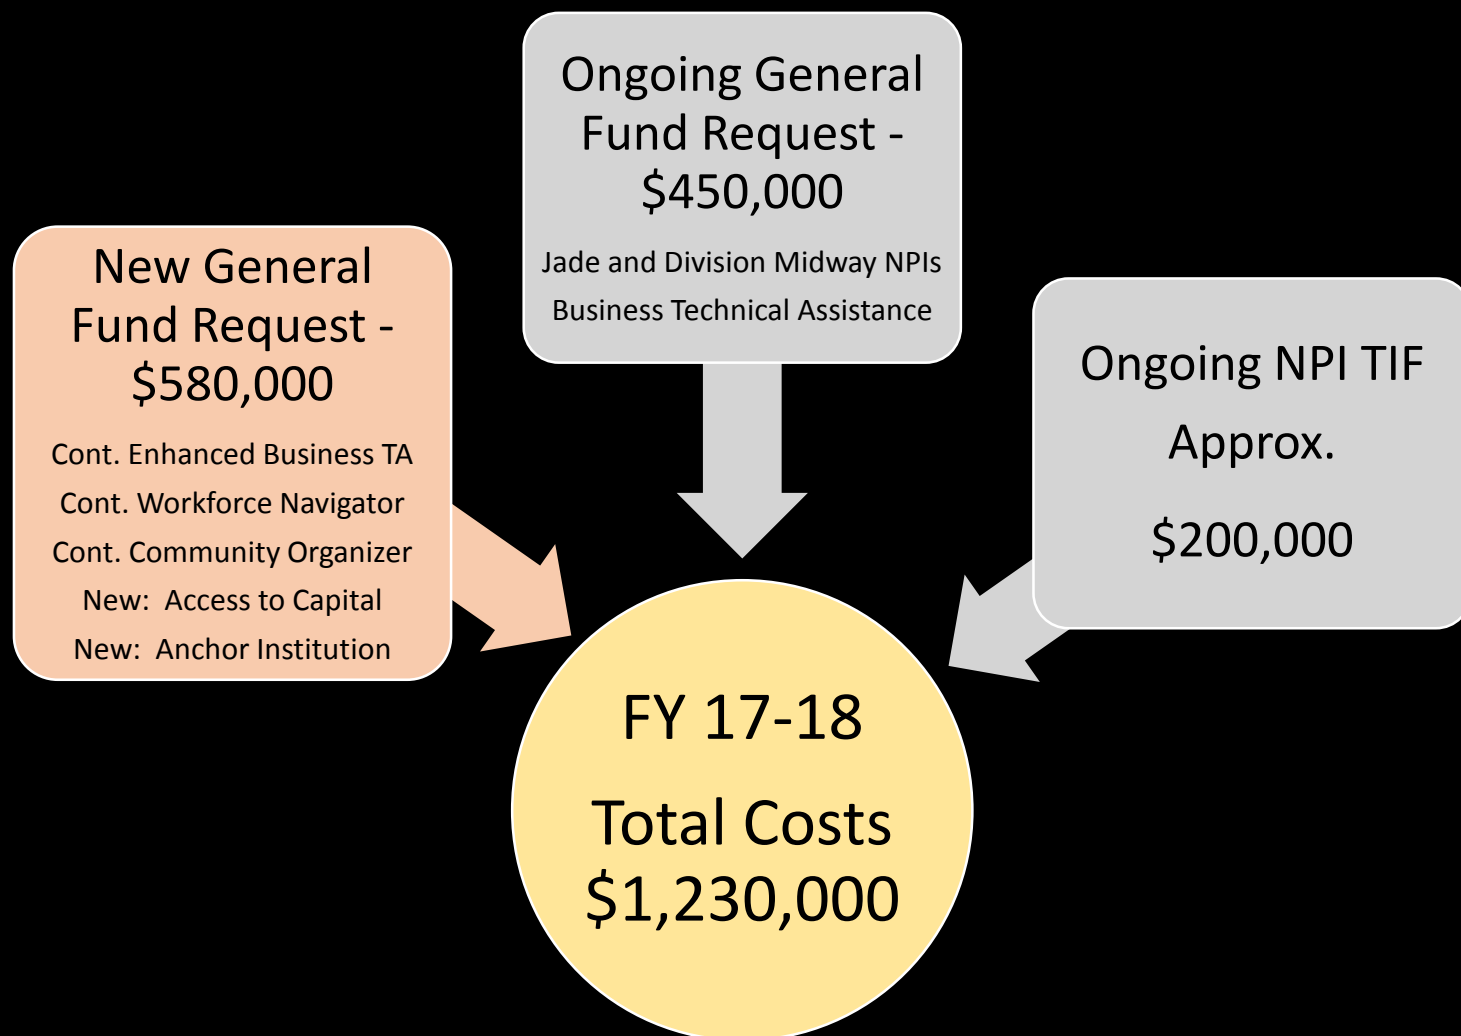 New General
Fund Request -
$580,000
Cont. Enhanced Business TA
Cont. Workforce Navigator
Cont. Community Organizer
New:  Access to Capital
New:  Anchor Institution
Ongoing General
Fund Request -
$450,000
Jade and Division Midway NPIs
Business Technical Assistance
Ongoing NPI TIF
Approx.
$200,000
FY 17-18
Total Costs
$1,230,000